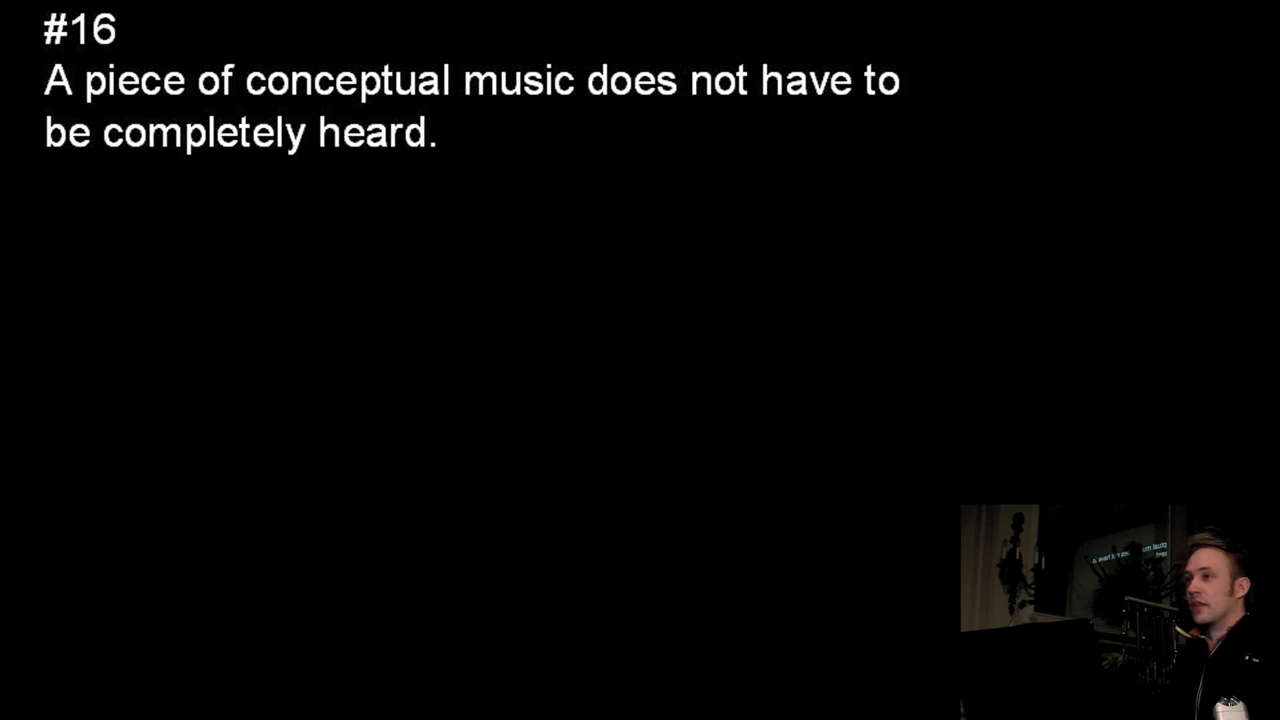 #16
A piece of conceptual music does not have to
be completely heard.